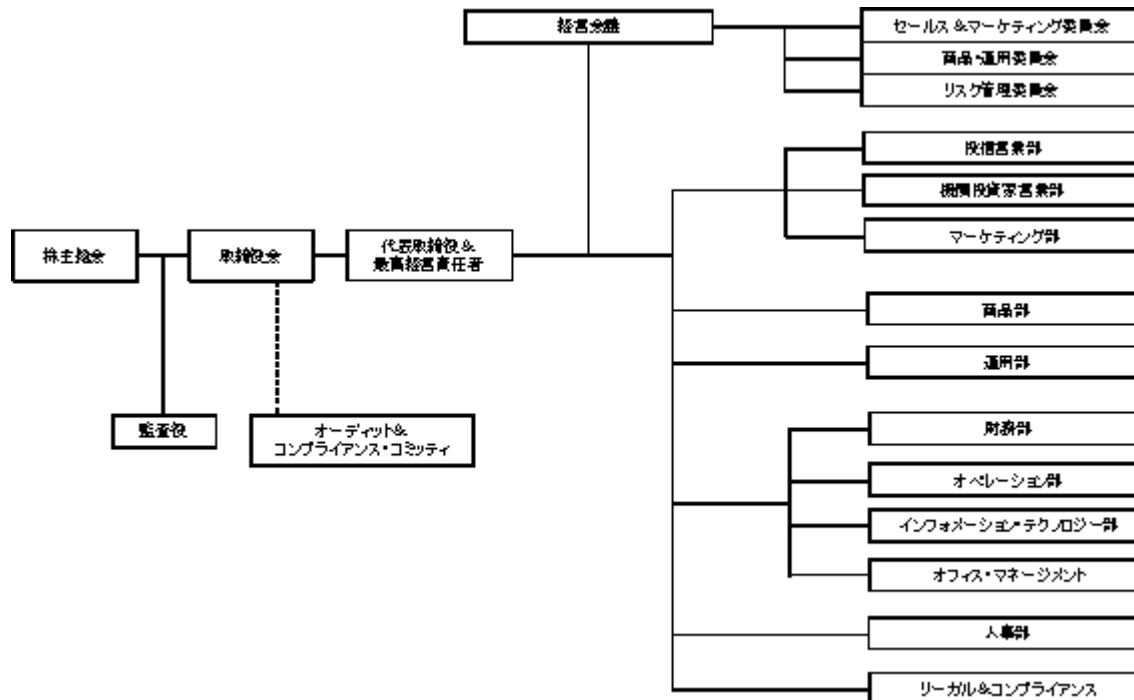 経営会議
セールス&マーケティング委員会
商品・運用委員会
リスク管理委員会
投信営業部
機関投資家営業部
マーケティング部
株主総会
取締役会
代表取締役&
最高経営責任者
商品部
運用部
監査役
オーディット&
コンプライアンス・コミッティ
財務部
オペレーション部
インフォメーション・テクノロジー部
オフィス・マネージメント
人事部
リーガル&コンプライアンス